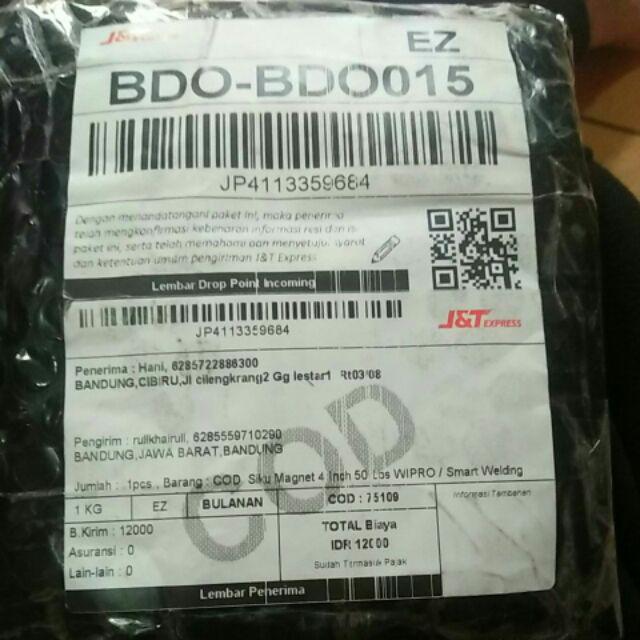 J&T EZ
BDO-BDO015
JP4113359684
Dengan menandatangani paket ini, maka penerima
telah mengkonfirmasi kebenaran informasi resi dan isi
paket ini, serta telah memahami dan menyetujui syarat
dan ketentuan umum pengiriman J&T Express
Lembar Drop Point Incoming
JP4113359684
J&T EXPRESS
Penerima : Hani, 6285722886300
BANDUNG,CIBIRU,Jl cilengkrang2 Gg lestari Rt03/08
Pengirim : rullkhairull, 6285559710290
BANDUNG,JAWA BARAT,BANDUNG
COD
Jumlah : 1pcs , Barang : COD Siku Magnet 4 Inch 50 Lbs WIPRO / Smart Welding
1 KG EZ BULANAN COD : 75109 Informasi Tambahan
B.Kirim : 12000
Asuransi : 0
Lain-lain : 0
TOTAL Biaya
IDR 12000
Sudah Termasuk Pajak
Lembar Penerima